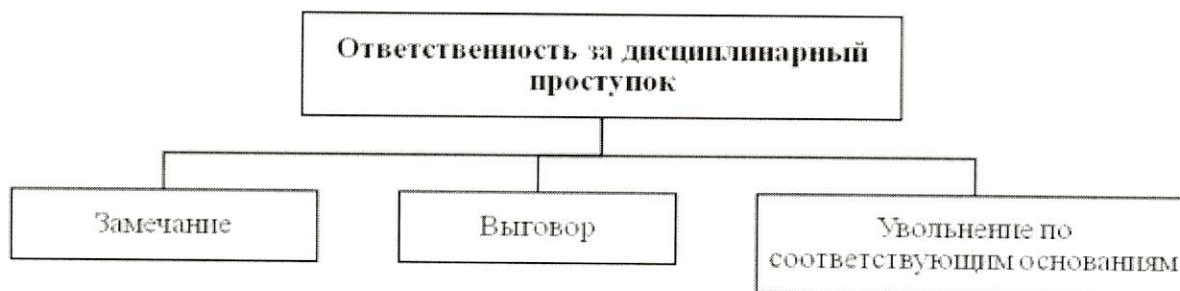 Ответственность за дисциплинарный
проступок
Замечание
Выговор
Увольнение по
соответствующим основаниям